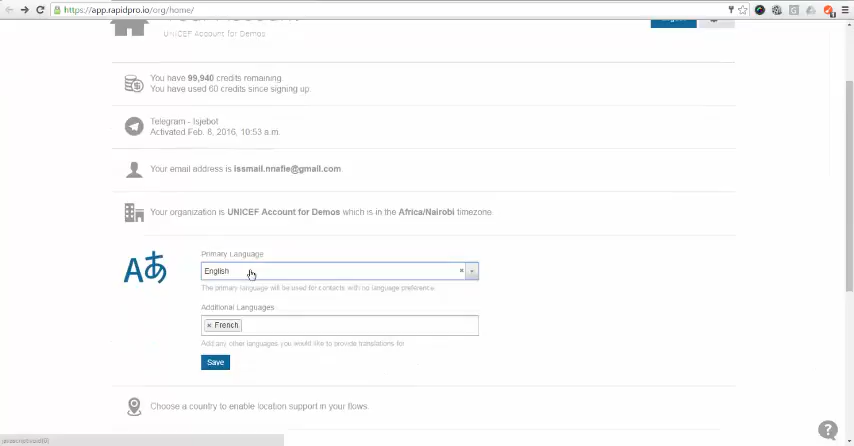 https://app.rapidpro.io/org/home/
UNICEF Account for Demos
You have 99,940 credits remaining.
You have used 60 credits since signing up.
Telegram - Isjebot
Activated Feb. 8, 2016, 10:53 a.m.
Your email address is issmail.nnafie@gmail.com
Your organization is UNICEF Account for Demos which is in the Africa/Nairobi timezone.
Primary Language
English
The primary language will be used for contacts with no language preference.
Additional Languages
French
Add any other languages you would like to provide translations for
Save
Choose a country to enable location support in your flows.